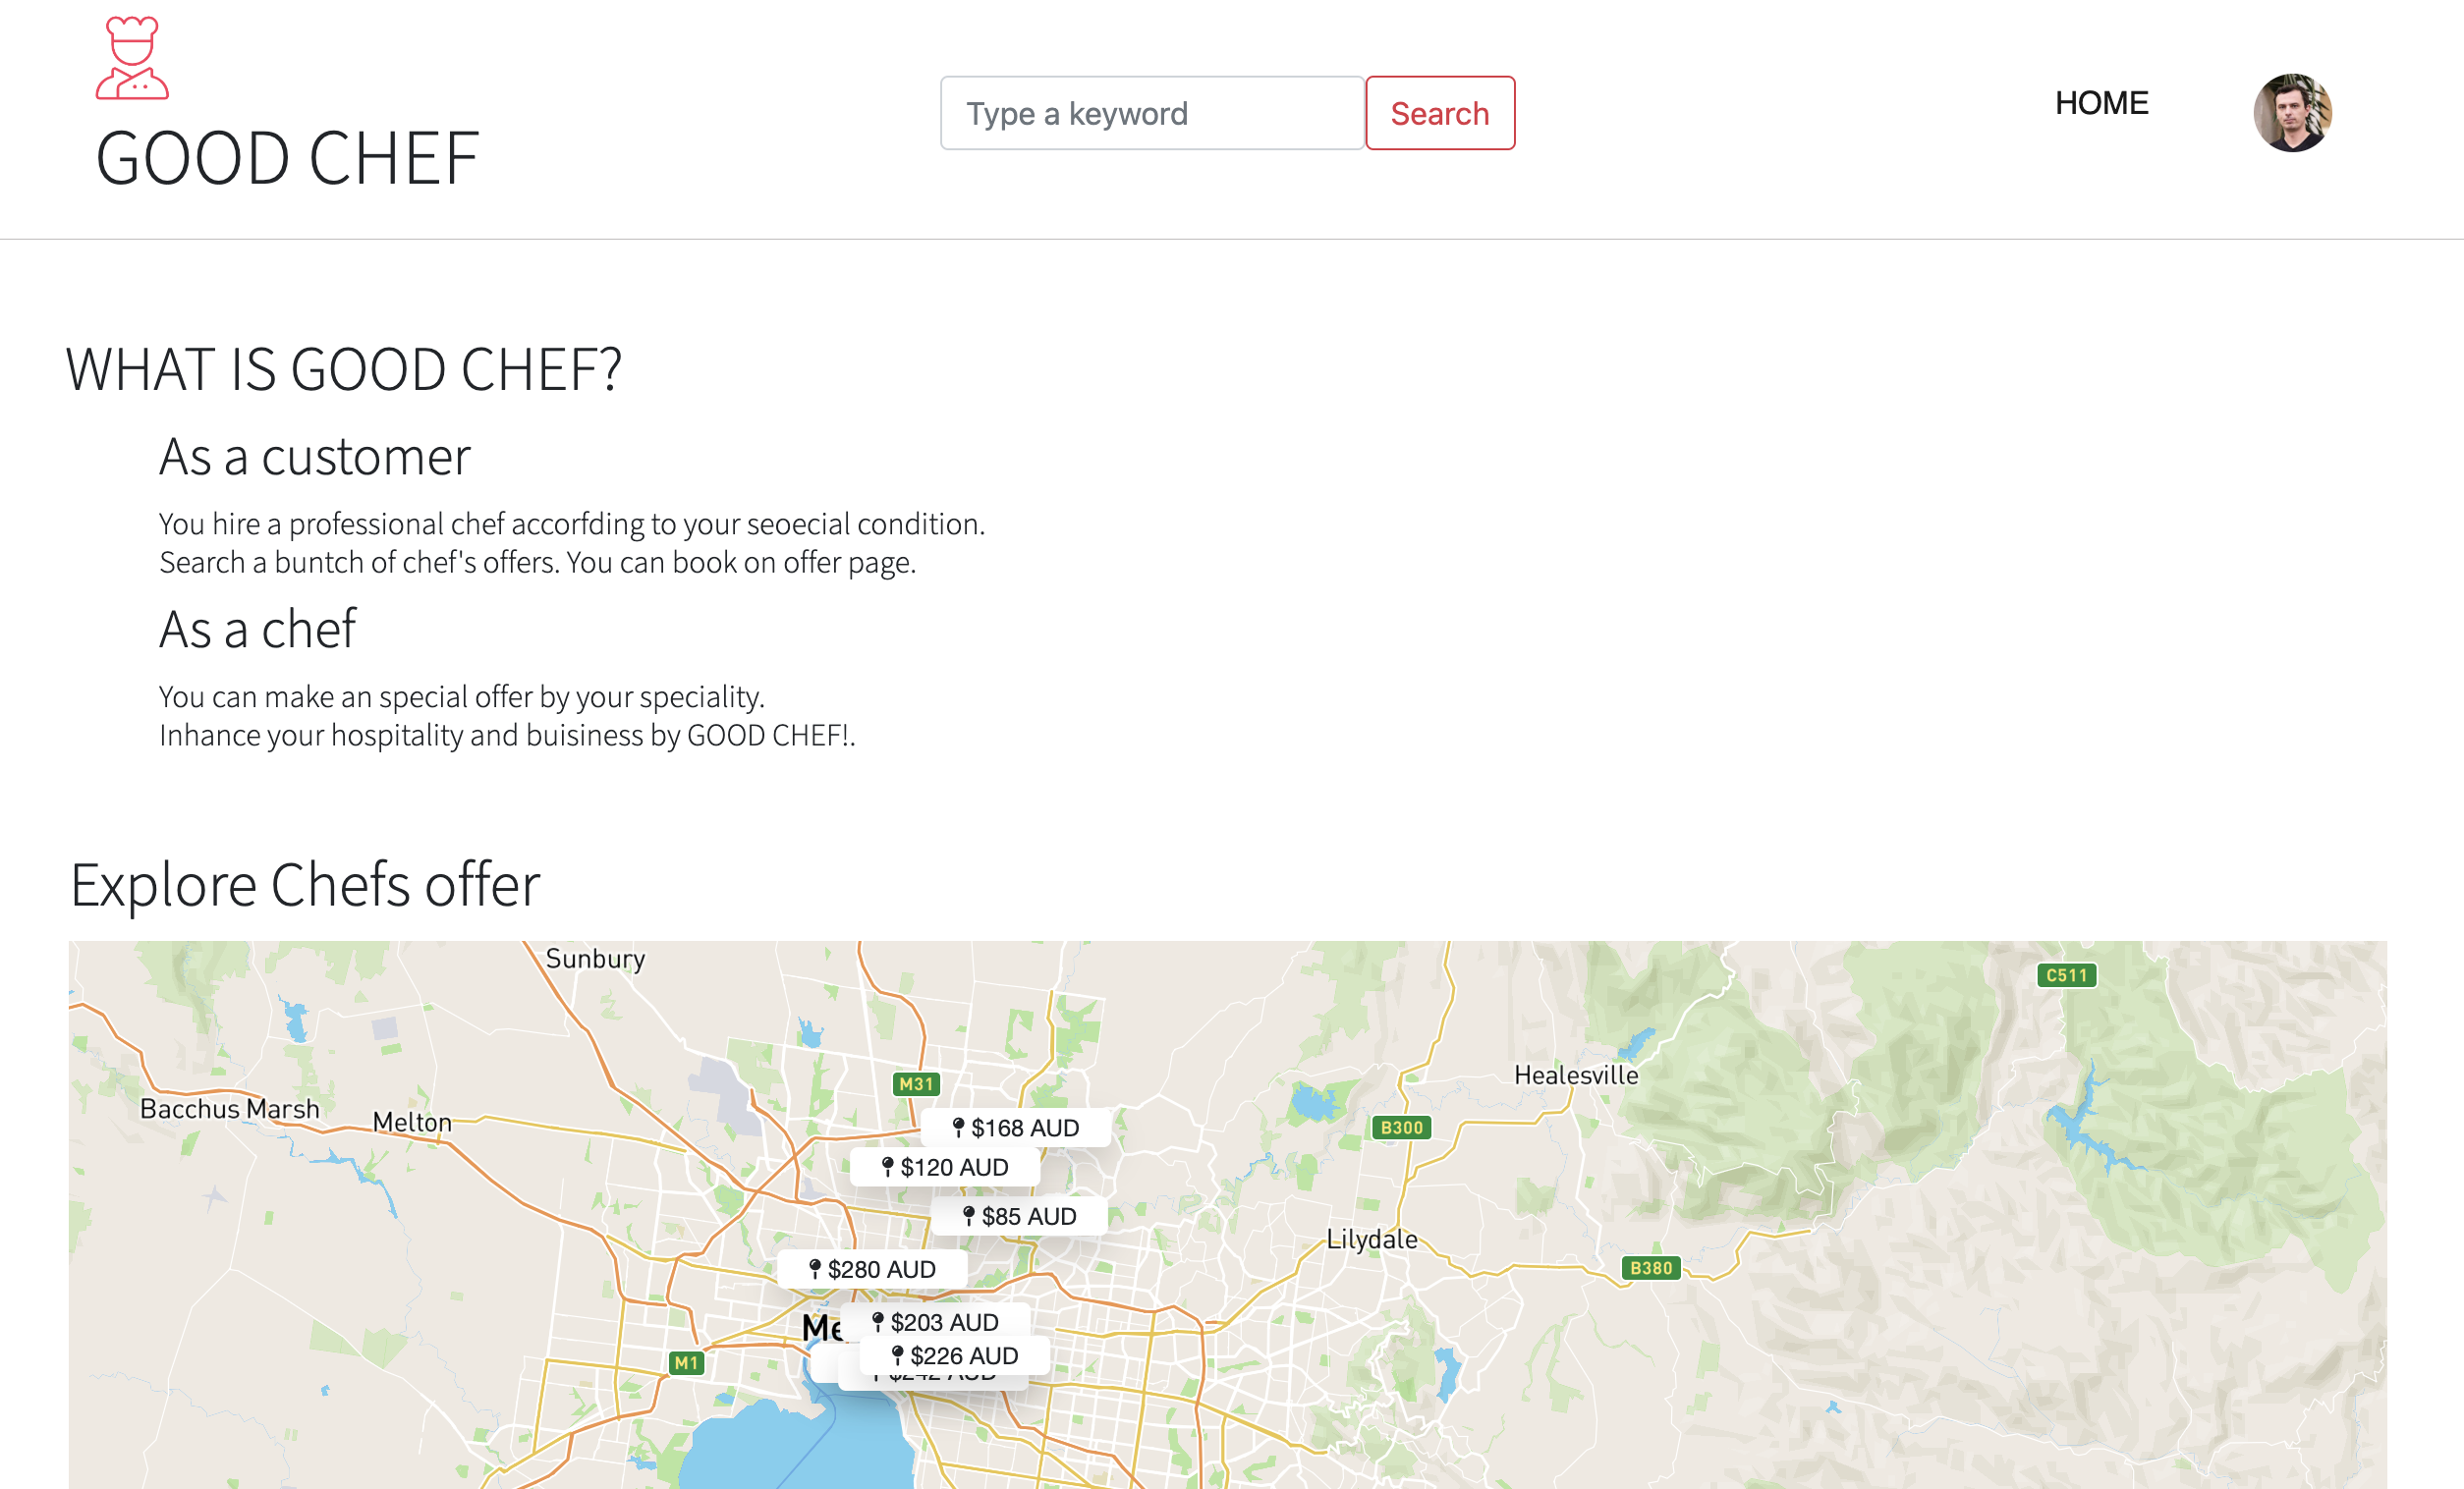 GOOD CHEF
Type a keyword
Search
HOME
WHAT IS GOOD CHEF?
As a customer
You hire a professional chef accorfding to your seoecial condition.
Search a buntch of chef's offers. You can book on offer page.
As a chef
You can make an special offer by your speciality.
Inhance your hospitality and buisiness by GOOD CHEF!.
Explore Chefs offer
Sunbury
C511
Healesville
M31
Bacchus Marsh
Melton
B300
$168 AUD
$120 AUD
$85 AUD
Lilydale
B380
$280 AUD
$203 AUD
Me
$226 AUD
M1